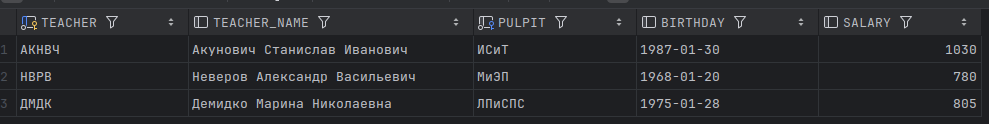 TEACHER TEACHER_NAME PULPIT BIRTHDAY SALARY
1 АКНВЧ Акунович Станислав Иванович ИСиТ 1987-01-30 1030
2 НВРВ Неверов Александр Васильевич МиЭП 1968-01-20 780
3 ДМДК Демидко Марина Николаевна ЛПиСПС 1975-01-28 805